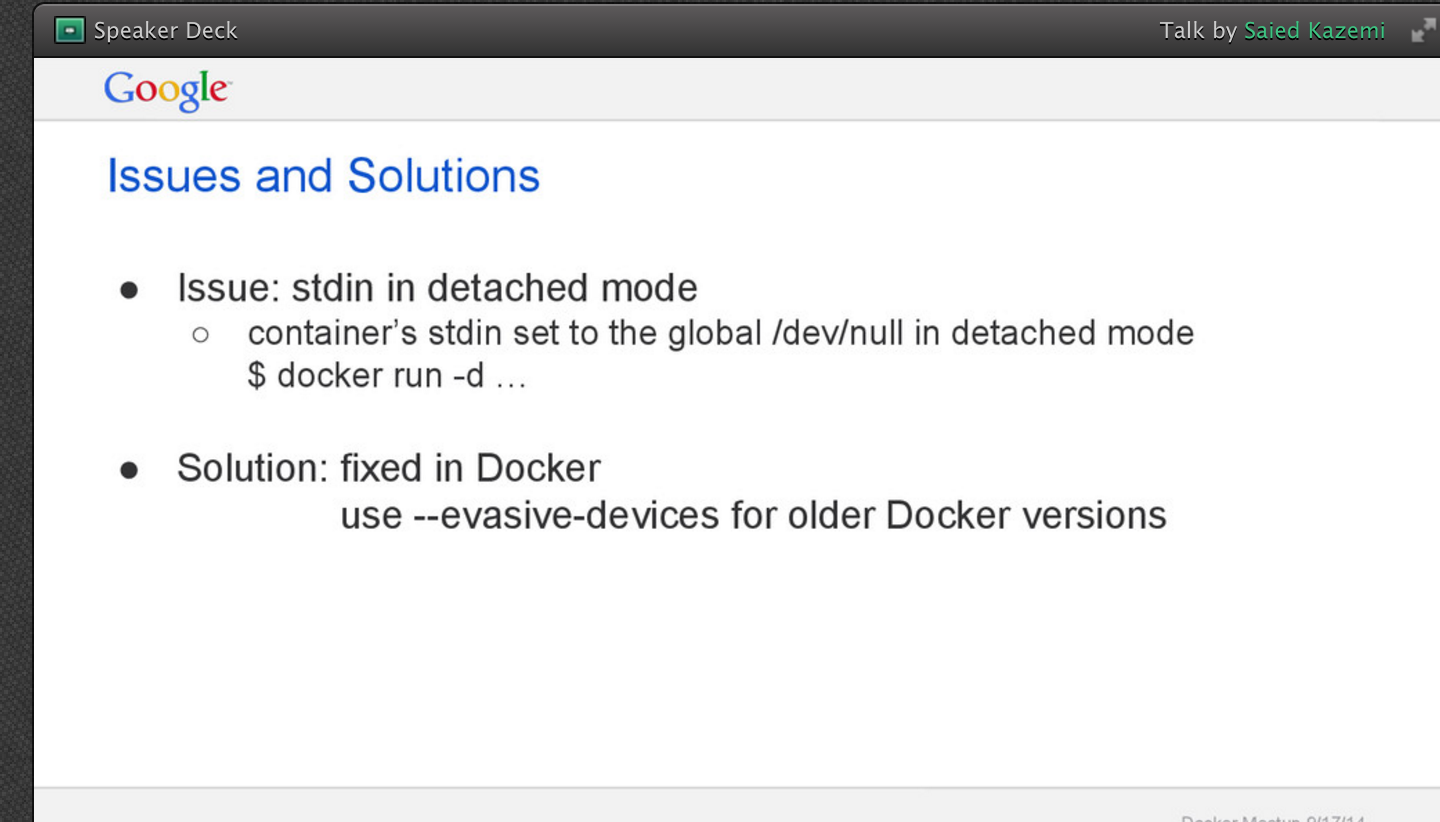 Speaker Deck
Talk by Saied Kazemi
Google
Issues and Solutions
● Issue: stdin in detached mode
○ container’s stdin set to the global /dev/null in detached mode
$ docker run -d …
● Solution: fixed in Docker
use --evasive-devices for older Docker versions
Docker Meetup 9/17/14